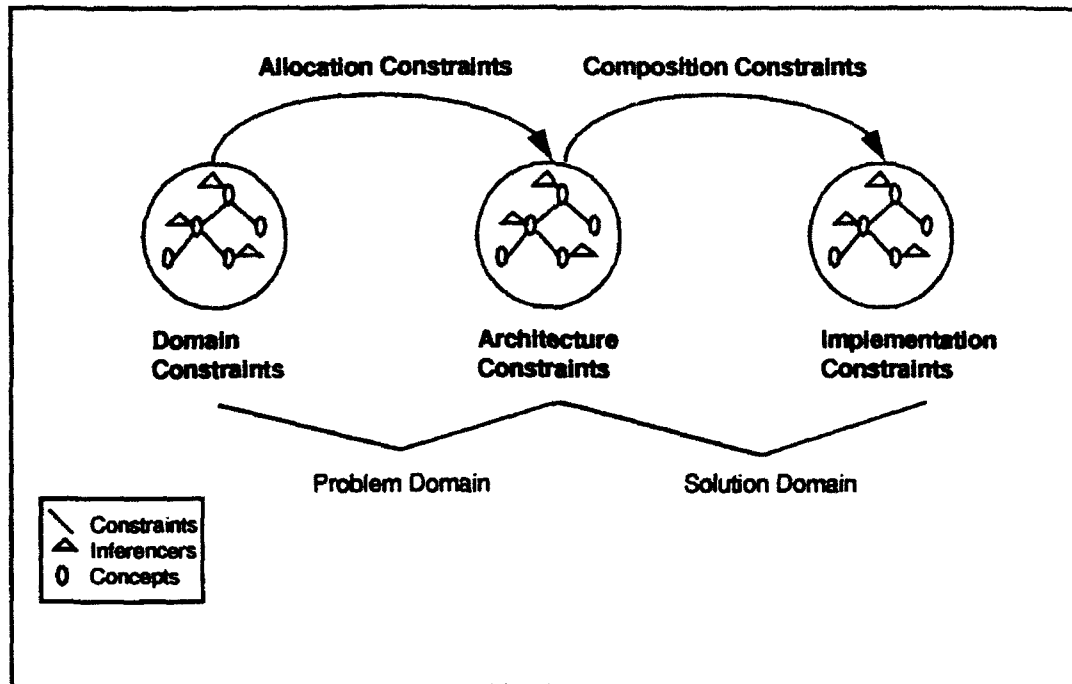 Allocation Constraints
Composition Constraints
Domain
Constraints
Architecture
Constraints
Implementation
Constraints
Problem Domain
Solution Domain
Constraints
Inferencers
Concepts